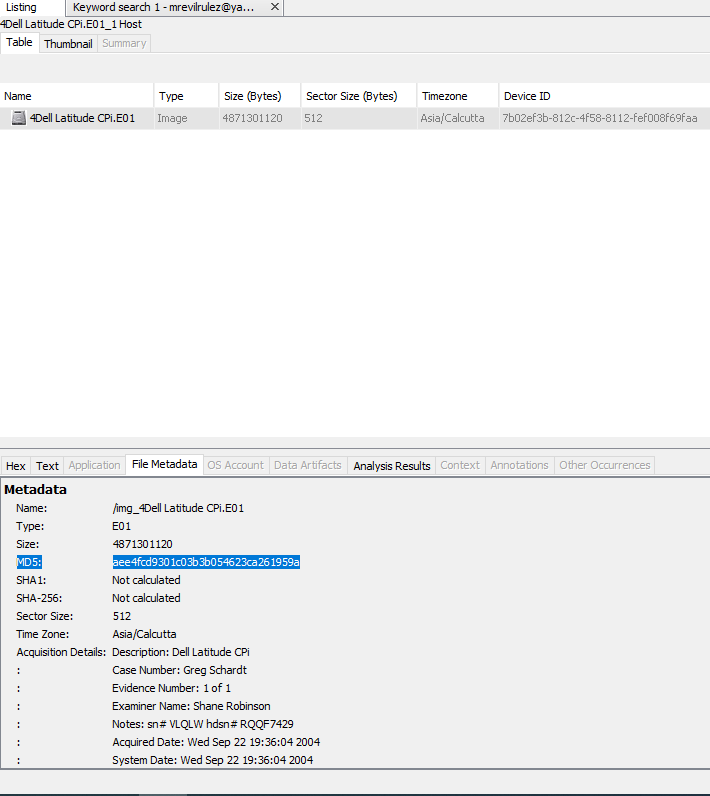 Listing Keyword search 1 - mrevilrulez@ya... ✕
4Dell Latitude CPi.E01_1 Host
Table Thumbnail Summary
Name Type Size (Bytes) Sector Size (Bytes) Timezone Device ID
4Dell Latitude CPi.E01 Image 4871301120 512 Asia/Calcutta 7b02ef3b-812c-4f58-8112-fef008f69faa
Hex Text Application File Metadata OS Account Data Artifacts Analysis Results Context Annotations Other Occurrences
Metadata
Name: /img_4Dell Latitude CPi.E01
Type: E01
Size: 4871301120
MD5: aee4fcd9301c03b3b054623ca261959a
SHA1: Not calculated
SHA-256: Not calculated
Sector Size: 512
Time Zone: Asia/Calcutta
Acquisition Details: Description: Dell Latitude CPi
: Case Number: Greg Schardt
: Evidence Number: 1 of 1
: Examiner Name: Shane Robinson
: Notes: sn# VLQLW hdsn# RQQF7429
: Acquired Date: Wed Sep 22 19:36:04 2004
: System Date: Wed Sep 22 19:36:04 2004